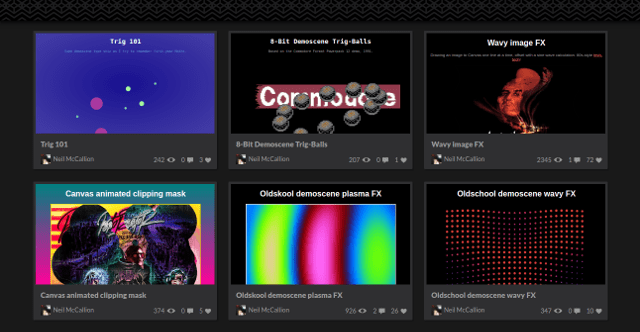 Trig 101
8-Bit Demoscene Trig-Balls
Wavy image FX
Commodore
Trig 101
Neil McCallion
242 0 3
8-Bit Demoscene Trig-Balls
Neil McCallion
207 0 1
Wavy image FX
Neil McCallion
2345 1 72
Canvas animated clipping mask
Oldskool demoscene plasma FX
Oldschool demoscene wavy FX
Canvas animated clipping mask
Neil McCallion
374 0 5
Oldskool demoscene plasma FX
Neil McCallion
926 2 26
Oldschool demoscene wavy FX
Neil McCallion
347 0 10